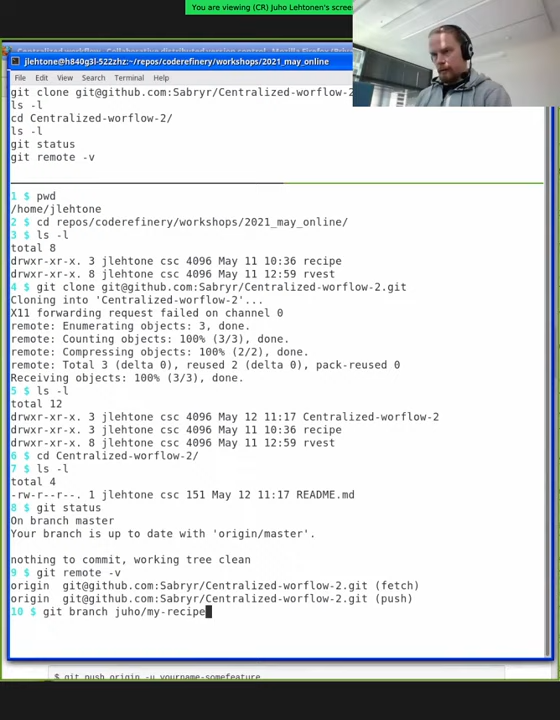 You are viewing (CR) Juho Lehtonen's scree
Centralized workflow - Collaborative distributed version control - Mozilla Firefox
jlehtone@h840g3l-522zhz:~/repos/coderefinery/workshops/2021_may_online
File Edit View Search Terminal Help
git clone git@github.com:Sabryr/Centralized-worflow-2
ls -l
cd Centralized-worflow-2/
ls -l
git status
git remote -v
1 $ pwd
/home/jlehtone
2 $ cd repos/coderefinery/workshops/2021_may_online/
3 $ ls -l
total 8
drwxr-xr-x. 3 jlehtone csc 4096 May 11 10:36 recipe
drwxr-xr-x. 8 jlehtone csc 4096 May 11 12:59 rvest
4 $ git clone git@github.com:Sabryr/Centralized-worflow-2.git
Cloning into 'Centralized-worflow-2'...
X11 forwarding request failed on channel 0
remote: Enumerating objects: 3, done.
remote: Counting objects: 100% (3/3), done.
remote: Compressing objects: 100% (2/2), done.
remote: Total 3 (delta 0), reused 2 (delta 0), pack-reused 0
Receiving objects: 100% (3/3), done.
5 $ ls -l
total 12
drwxr-xr-x. 3 jlehtone csc 4096 May 12 11:17 Centralized-worflow-2
drwxr-xr-x. 3 jlehtone csc 4096 May 11 10:36 recipe
drwxr-xr-x. 8 jlehtone csc 4096 May 11 12:59 rvest
6 $ cd Centralized-worflow-2/
7 $ ls -l
total 4
-rw-r--r--. 1 jlehtone csc 151 May 12 11:17 README.md
8 $ git status
On branch master
Your branch is up to date with 'origin/master'.
nothing to commit, working tree clean
9 $ git remote -v
origin git@github.com:Sabryr/Centralized-worflow-2.git (fetch)
origin git@github.com:Sabryr/Centralized-worflow-2.git (push)
10 $ git branch juho/my-recipe
$ git push origin -u yourname-somefeature